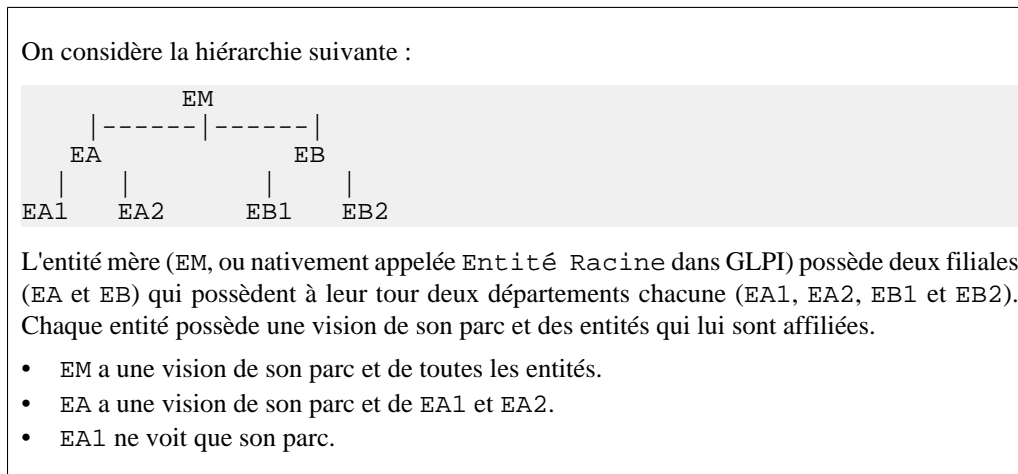 On considère la hiérarchie suivante :
EM
|------|------|
EA EB
| | | |
EA1 EA2 EB1 EB2
L'entité mère (EM, ou nativement appelée Entité Racine dans GLPI) possède deux filiales
(EA et EB) qui possèdent à leur tour deux départements chacune (EA1, EA2, EB1 et EB2).
Chaque entité possède une vision de son parc et des entités qui lui sont affiliées.
• EM a une vision de son parc et de toutes les entités.
• EA a une vision de son parc et de EA1 et EA2.
• EA1 ne voit que son parc.